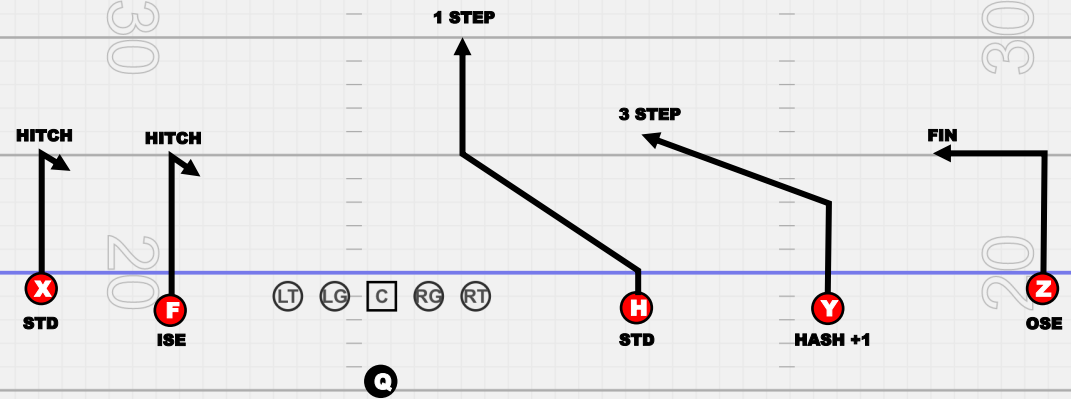 1 STEP
30
30
3 STEP
HITCH
HITCH
FIN
20
20
X
F
LT
LG
C
RG
RT
H
Y
Z
STD
ISE
STD
HASH +1
OSE
Q